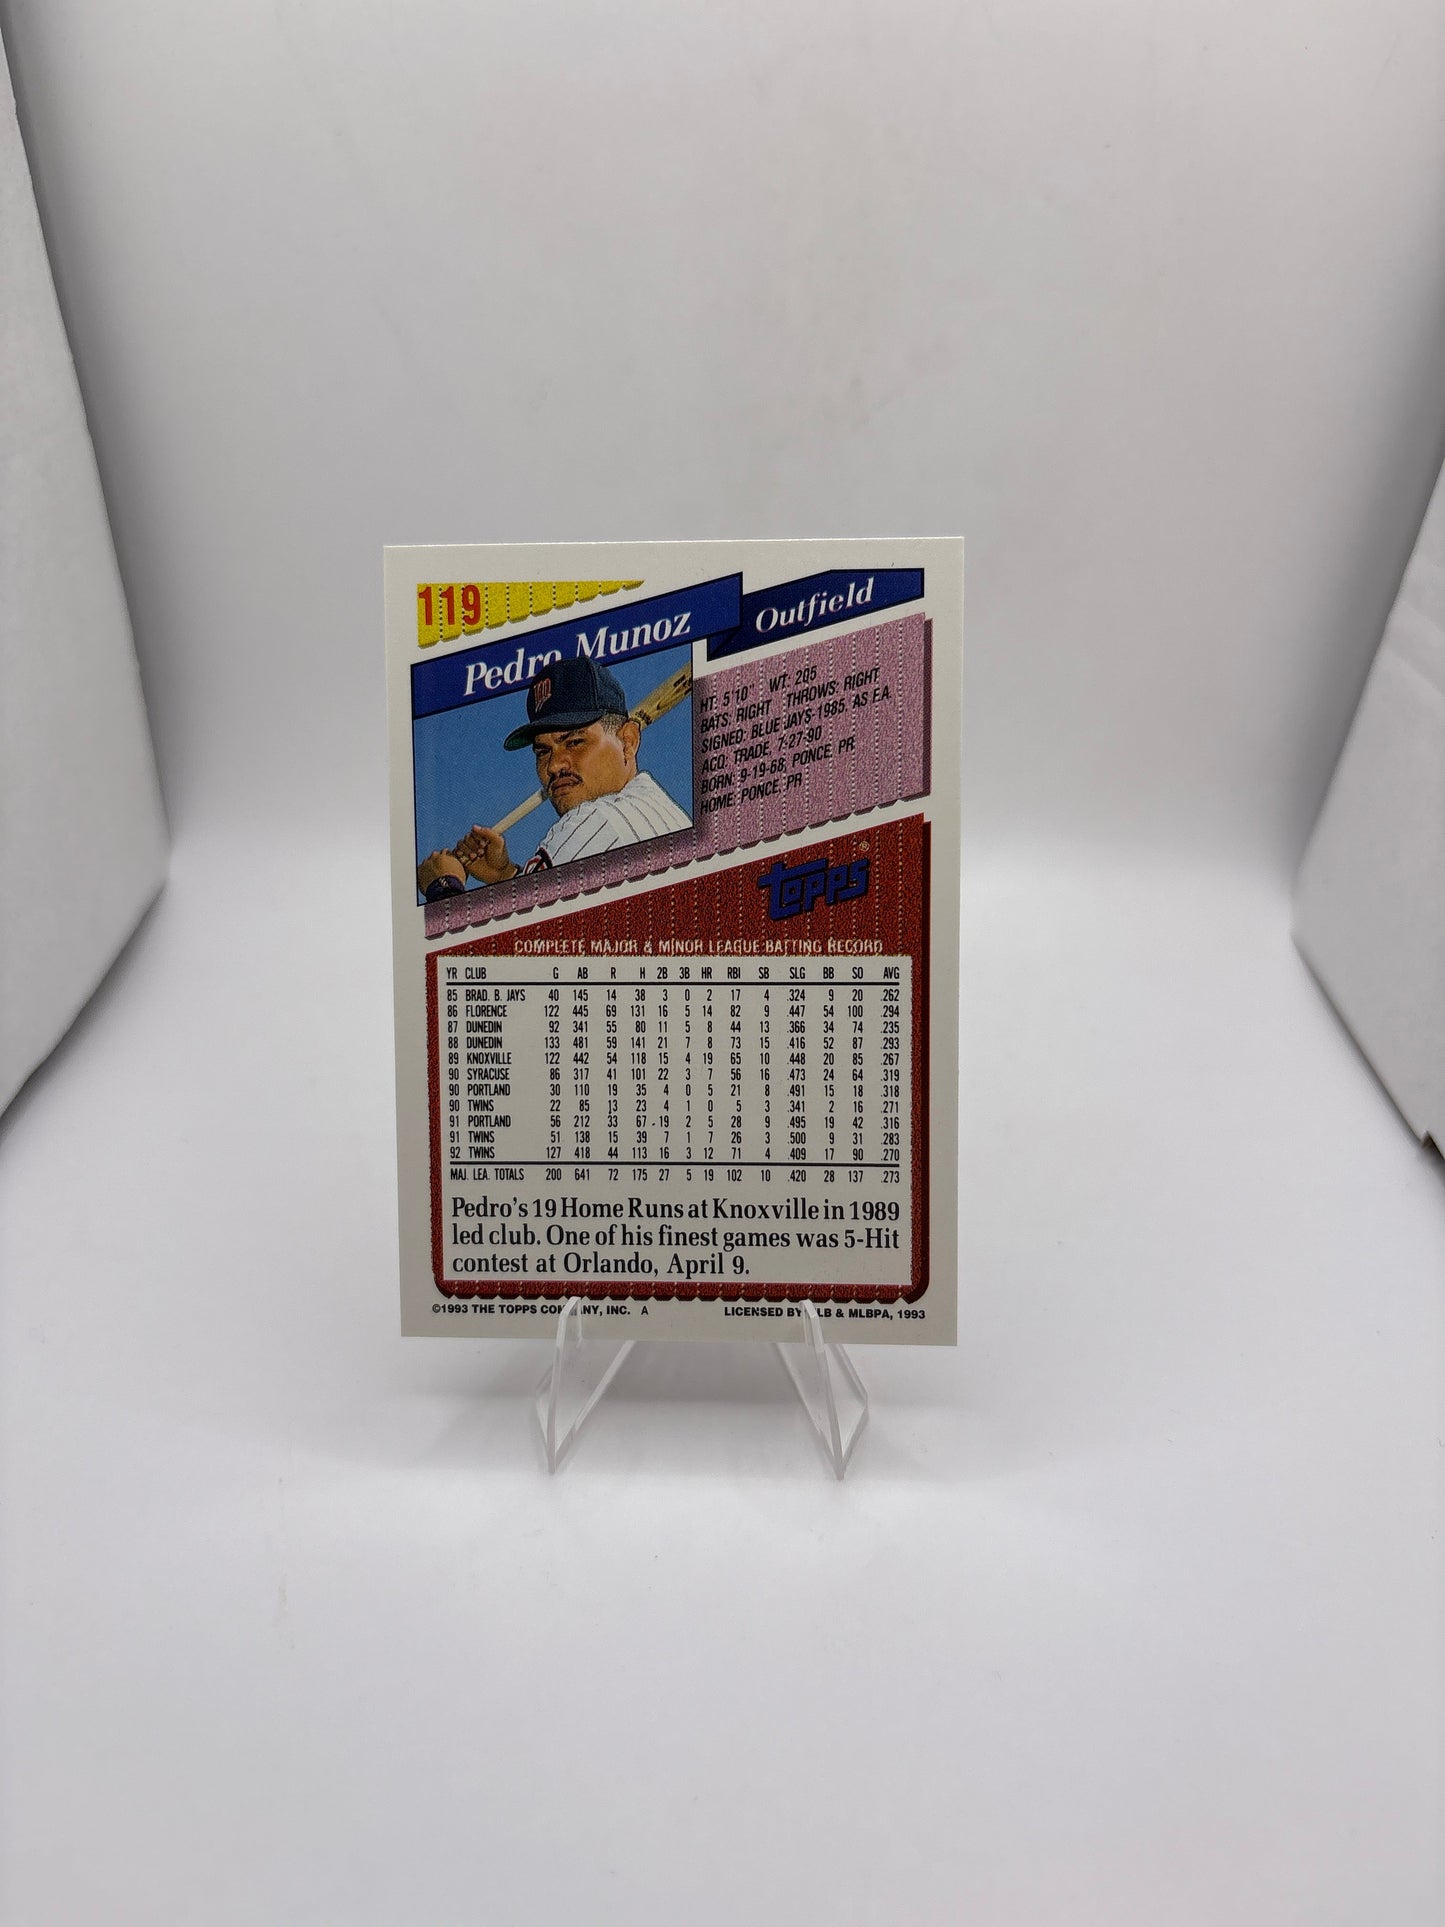 119
Pedro Munoz
Outfield
HT: 5'10" WT: 205
BATS: RIGHT THROWS: RIGHT
SIGNED: BLUE JAYS-1985, AS F.A.
ACQ: TRADE, 7-27-90
BORN: 9-19-68, PONCE, PR
HOME: PONCE, PR
topps®
COMPLETE MAJOR & MINOR LEAGUE BATTING RECORD
YR CLUB G AB R H 2B 3B HR RBI SB SLG BB SO AVG
85 BRAD. B. JAYS 40 145 14 38 3 0 2 17 4 .324 9 20 .262
86 FLORENCE 122 445 69 131 16 5 14 82 9 .447 54 100 .294
87 DUNEDIN 92 341 55 80 11 5 8 44 13 .366 34 74 .235
88 DUNEDIN 133 481 59 141 21 7 8 73 15 .416 52 87 .293
89 KNOXVILLE 122 442 54 118 15 4 19 65 10 .448 20 85 .267
90 SYRACUSE 86 317 41 101 22 3 7 56 16 .473 24 64 .319
90 PORTLAND 30 110 19 35 4 0 5 21 8 .491 15 18 .318
90 TWINS 22 85 13 23 4 1 0 5 3 .341 2 16 .271
91 PORTLAND 56 212 33 67 19 2 5 28 9 .495 19 42 .316
91 TWINS 51 138 15 39 7 1 7 26 3 .500 9 31 .283
92 TWINS 127 418 44 113 16 3 12 71 4 .409 17 90 .270
MAJ. LEA. TOTALS 200 641 72 175 27 5 19 102 10 .420 28 137 .273
Pedro's 19 Home Runs at Knoxville in 1989
led club. One of his finest games was 5-Hit
contest at Orlando, April 9.
©1993 THE TOPPS COMPANY, INC. A LICENSED BY MLB & MLBPA, 1993